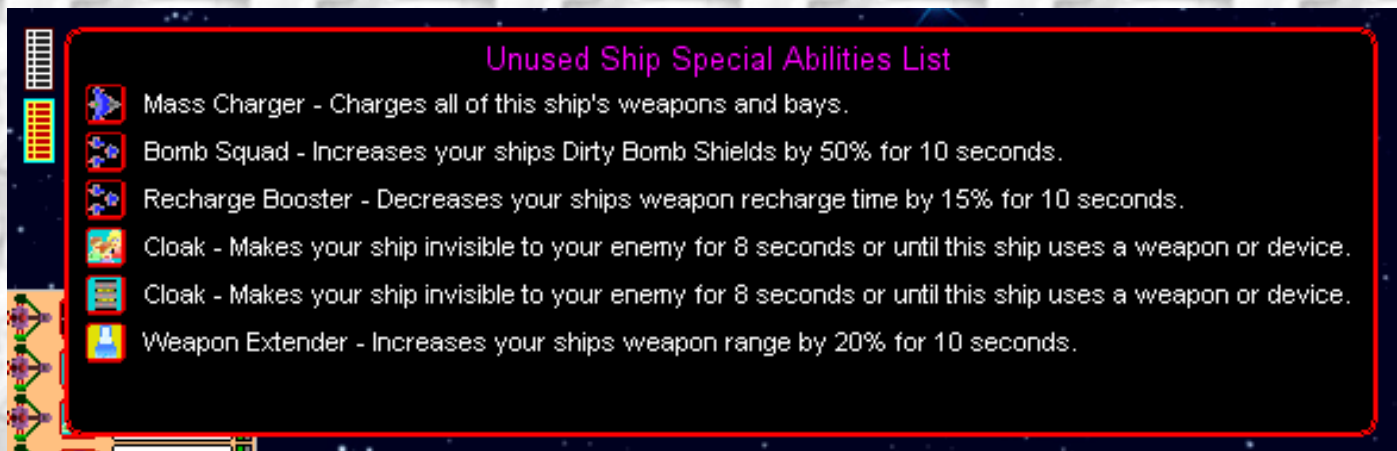 Unused Ship Special Abilities List
Mass Charger - Charges all of this ship's weapons and bays.
Bomb Squad - Increases your ships Dirty Bomb Shields by 50% for 10 seconds.
Recharge Booster - Decreases your ships weapon recharge time by 15% for 10 seconds.
Cloak - Makes your ship invisible to your enemy for 8 seconds or until this ship uses a weapon or device.
Cloak - Makes your ship invisible to your enemy for 8 seconds or until this ship uses a weapon or device.
Weapon Extender - Increases your ships weapon range by 20% for 10 seconds.